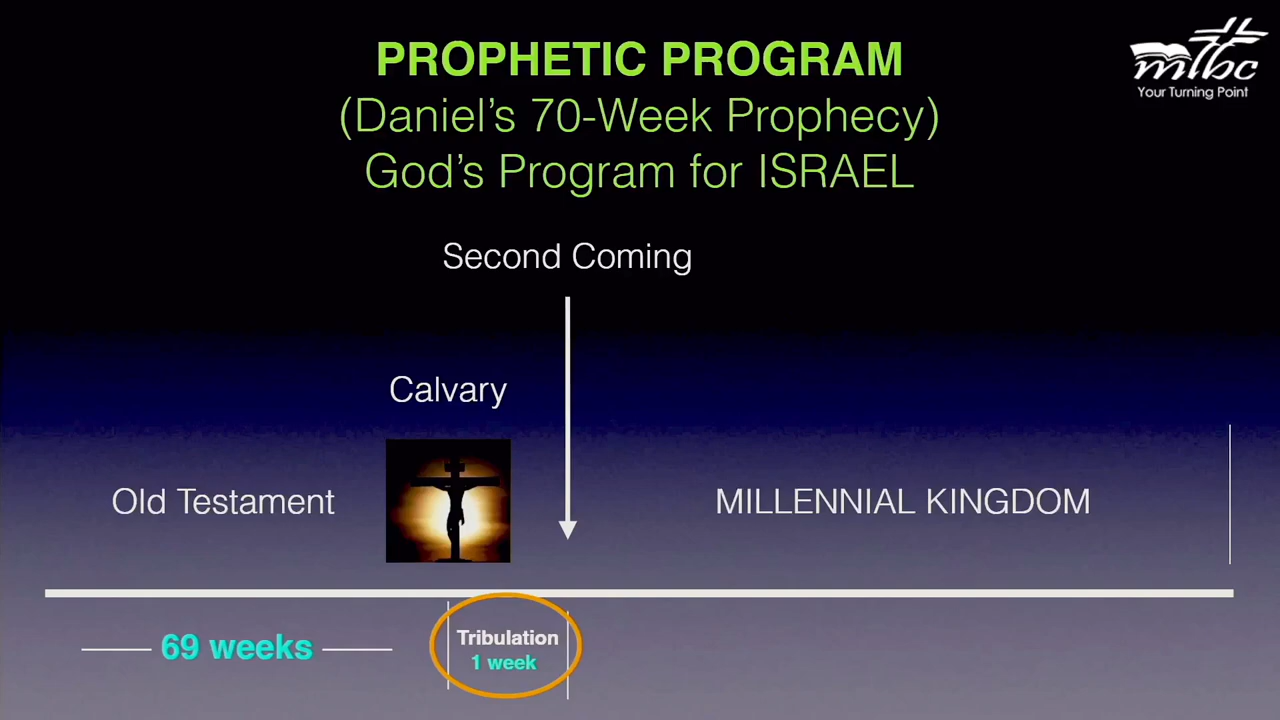 PROPHETIC PROGRAM
(Daniel's 70-Week Prophecy)
God's Program for ISRAEL
mlbc
Your Turning Point
Second Coming
Calvary
Old Testament
MILLENNIAL KINGDOM
69 weeks
Tribulation
1 week